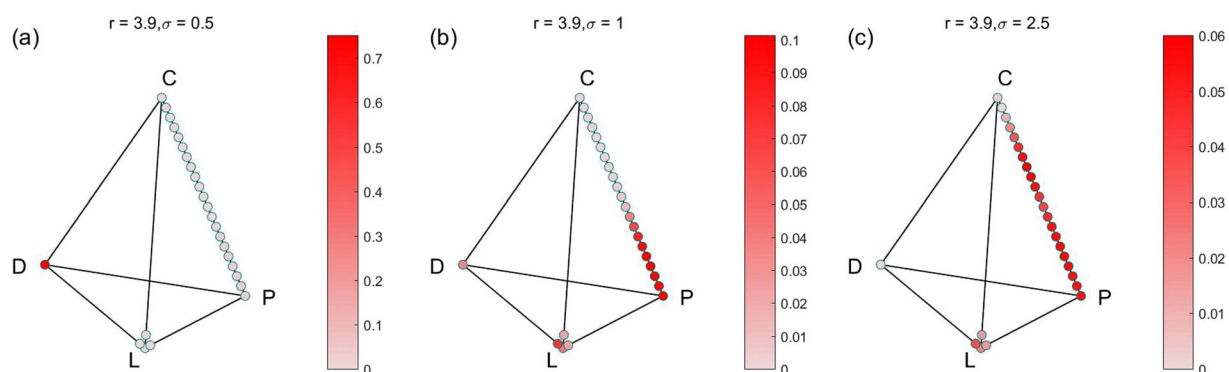 (a)
r = 3.9,σ = 0.5
C
D
P
L
0.7
0.6
0.5
0.4
0.3
0.2
0.1
0
(b)
r = 3.9,σ = 1
C
D
P
L
0.1
0.09
0.08
0.07
0.06
0.05
0.04
0.03
0.02
0.01
0
(c)
r = 3.9,σ = 2.5
C
D
P
L
0.06
0.05
0.04
0.03
0.02
0.01
0